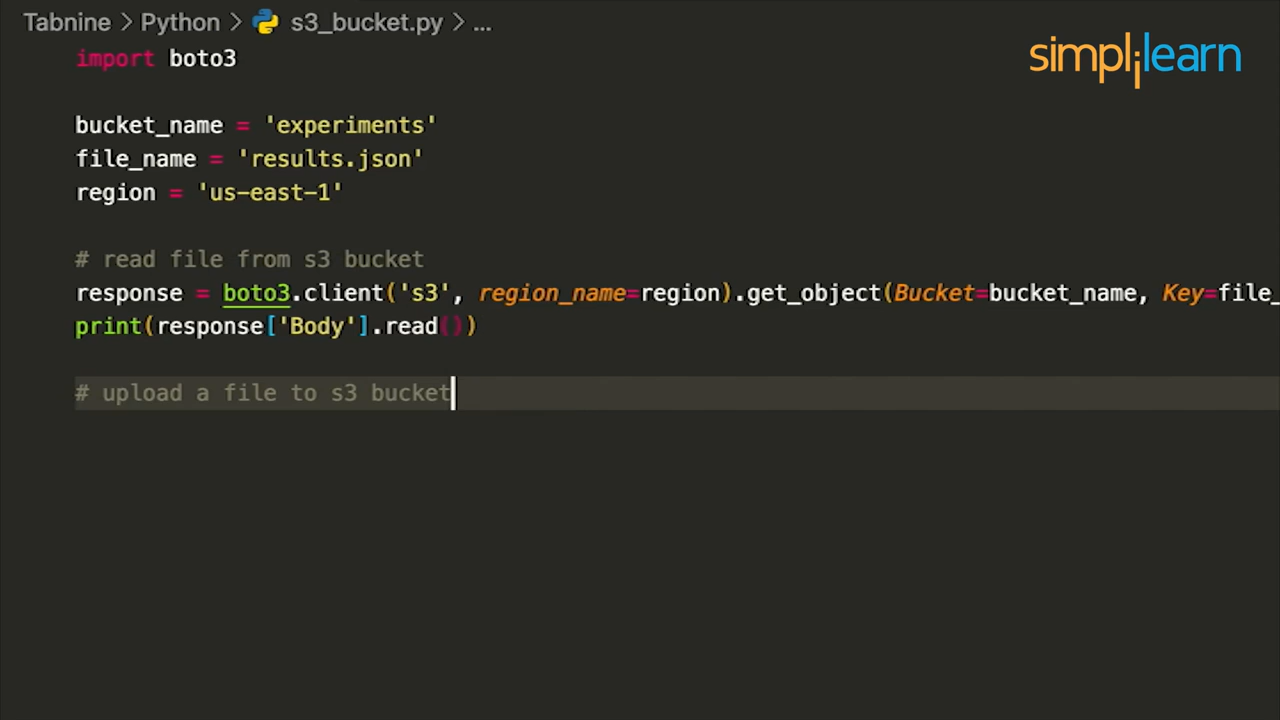 Tabnine > Python > s3_bucket.py > ...
simplilearn
import boto3
bucket_name = 'experiments'
file_name = 'results.json'
region = 'us-east-1'
# read file from s3 bucket
response = boto3.client('s3', region_name=region).get_object(Bucket=bucket_name, Key=file_
print(response['Body'].read())
# upload a file to s3 bucket